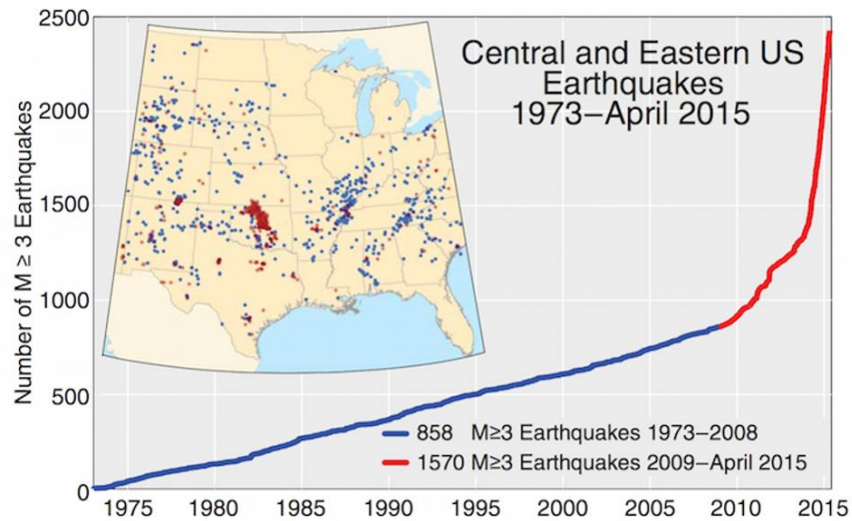 Central and Eastern US
Earthquakes
1973–April 2015
Number of M ≥ 3 Earthquakes
2500
2000
1500
1000
500
0
858 M≥3 Earthquakes 1973–2008
1570 M≥3 Earthquakes 2009–April 2015
1975 1980 1985 1990 1995 2000 2005 2010 2015